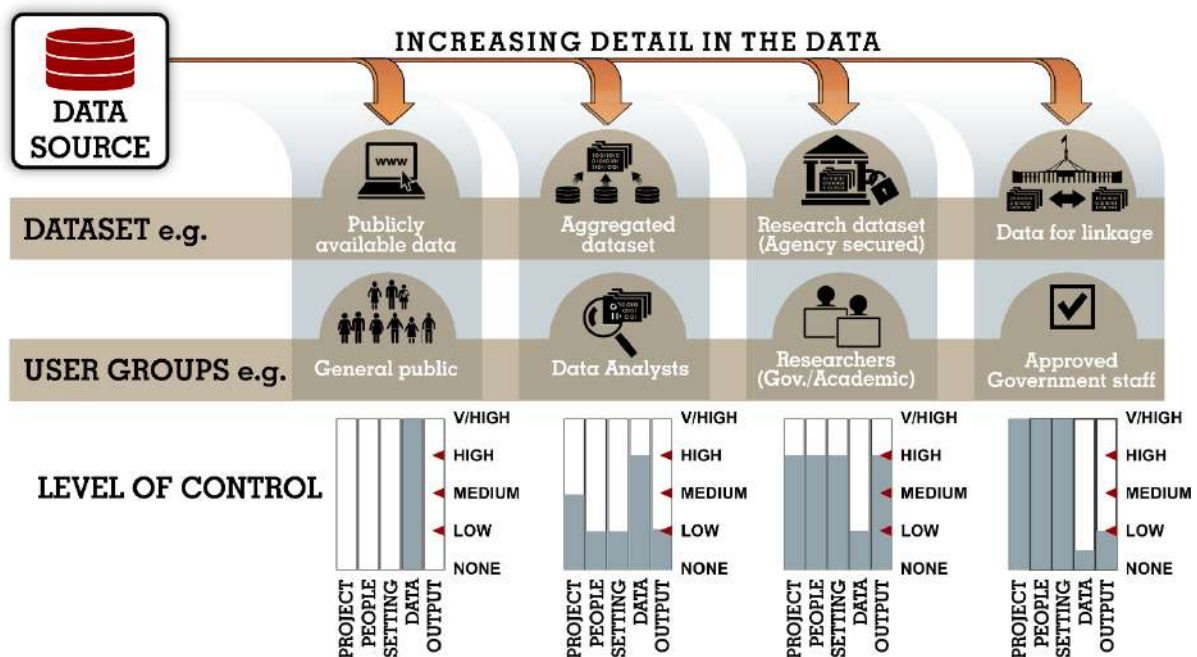 INCREASING DETAIL IN THE DATA
DATA
SOURCE
www
DATASET e.g.
Publicly
available data
Aggregated
dataset
Research dataset
(Agency secured)
Data for linkage
USER GROUPS e.g.
General public
Data Analysts
Researchers
(Gov./Academic)
Approved
Government staff
LEVEL OF CONTROL
V/HIGH
HIGH
MEDIUM
LOW
NONE
PROJECT
PEOPLE
SETTING
DATA
OUTPUT
V/HIGH
HIGH
MEDIUM
LOW
NONE
PROJECT
PEOPLE
SETTING
DATA
OUTPUT
V/HIGH
HIGH
MEDIUM
LOW
NONE
PROJECT
PEOPLE
SETTING
DATA
OUTPUT
V/HIGH
HIGH
MEDIUM
LOW
NONE
PROJECT
PEOPLE
SETTING
DATA
OUTPUT